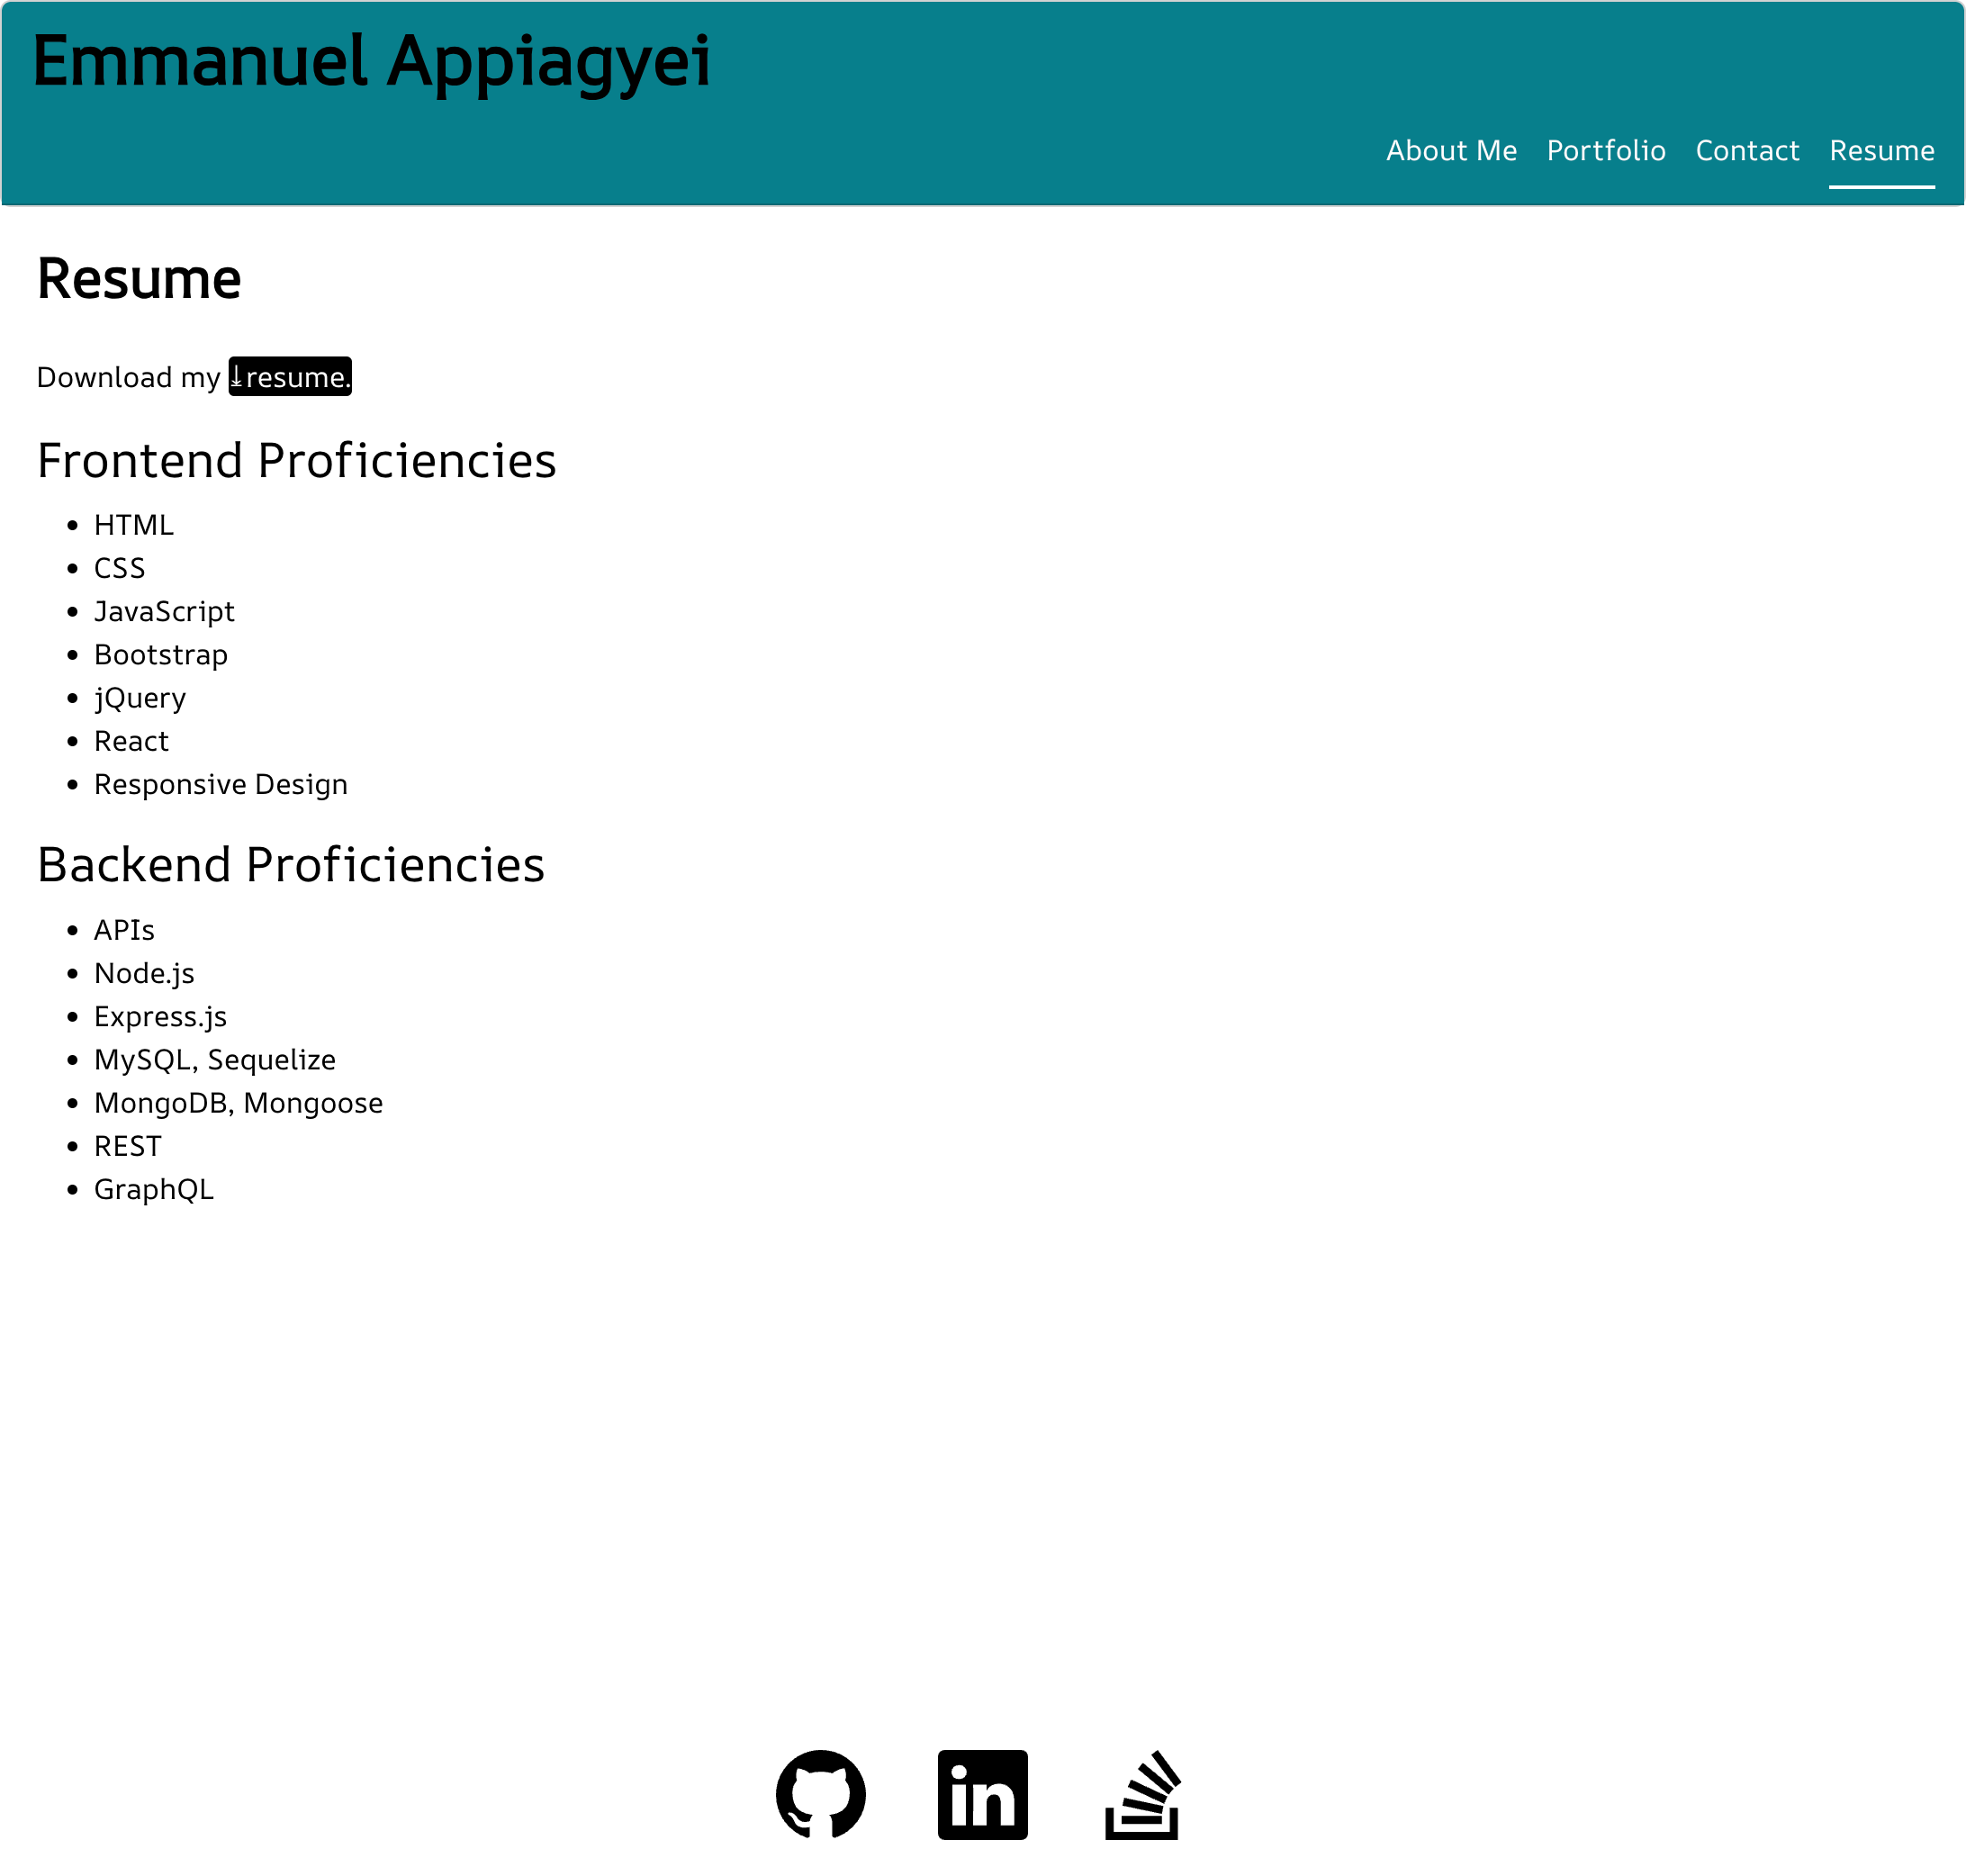 Emmanuel Appiagyei
About Me Portfolio Contact Resume
Resume
Download my ↓resume.
Frontend Proficiencies
• HTML
• CSS
• JavaScript
• Bootstrap
• jQuery
• React
• Responsive Design
Backend Proficiencies
• APIs
• Node.js
• Express.js
• MySQL, Sequelize
• MongoDB, Mongoose
• REST
• GraphQL
in